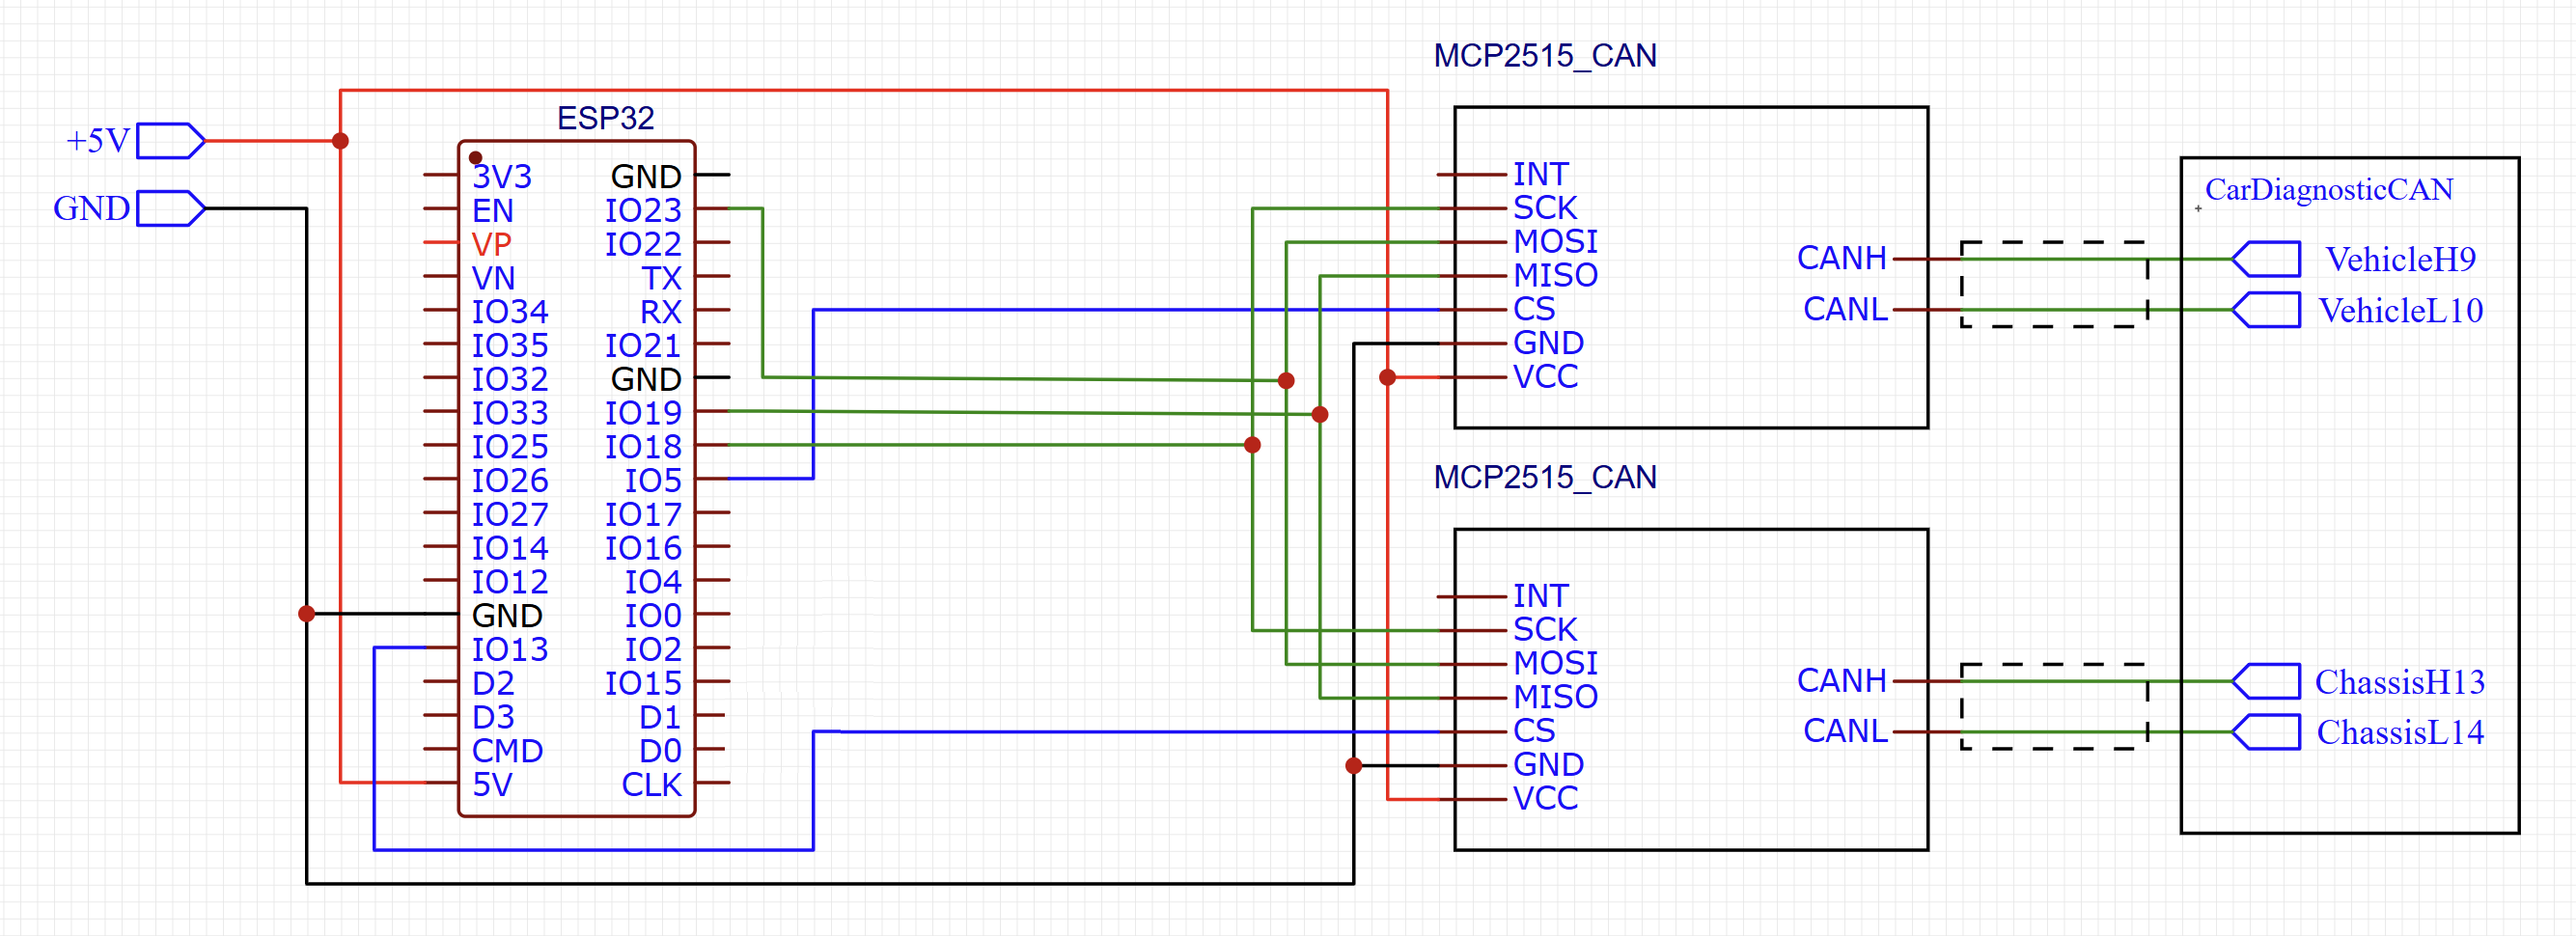 +5V
GND
ESP32
3V3
EN
VP
VN
IO34
IO35
IO32
IO33
IO25
IO26
IO27
IO14
IO12
GND
IO13
D2
D3
CMD
5V
GND
IO23
IO22
TX
RX
IO21
GND
IO19
IO18
IO5
IO17
IO16
IO4
IO0
IO2
IO15
D1
D0
CLK
MCP2515_CAN
INT
SCK
MOSI
MISO
CS
GND
VCC
CANH
CANL
MCP2515_CAN
INT
SCK
MOSI
MISO
CS
GND
VCC
CANH
CANL
CarDiagnosticCAN
VehicleH9
VehicleL10
ChassisH13
ChassisL14